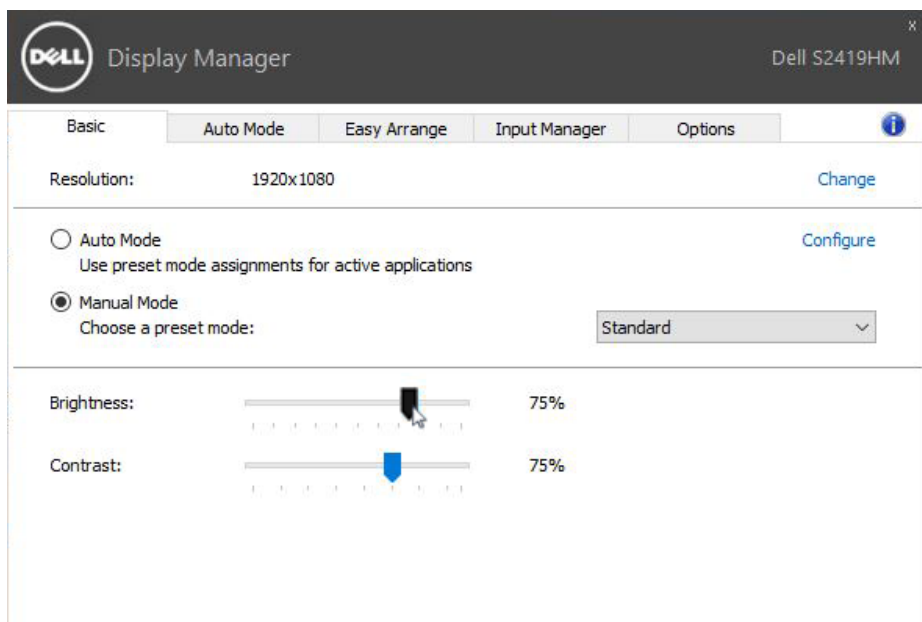 x
DELL Display Manager Dell S2419HM
Basic Auto Mode Easy Arrange Input Manager Options i
Resolution: 1920x1080 Change
Auto Mode Configure
Use preset mode assignments for active applications
Manual Mode
Choose a preset mode: Standard
Brightness: 75%
Contrast: 75%